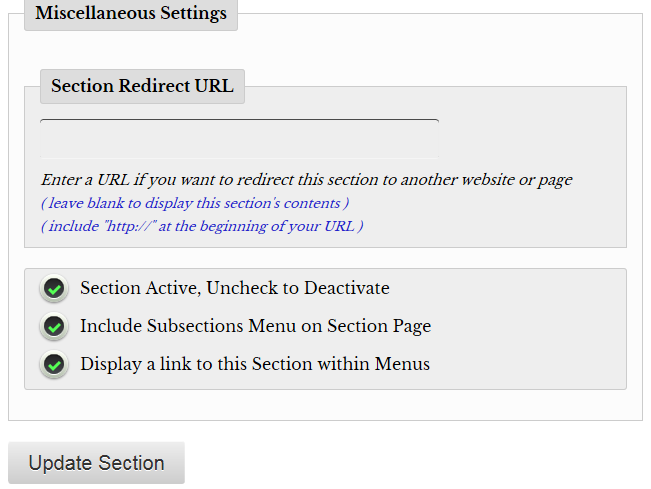 Miscellaneous Settings
Section Redirect URL
Enter a URL if you want to redirect this section to another website or page
( leave blank to display this section's contents )
( include "http://" at the beginning of your URL )
Section Active, Uncheck to Deactivate
Include Subsections Menu on Section Page
Display a link to this Section within Menus
Update Section